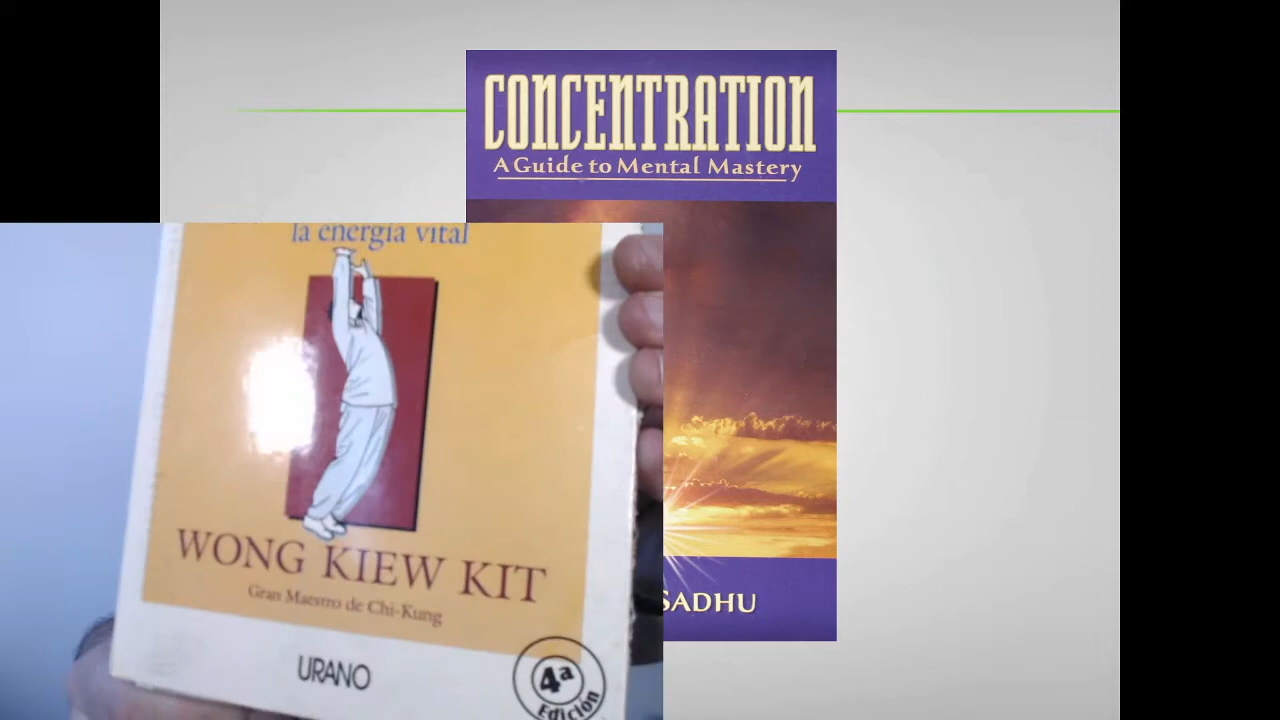 CONCENTRATION
A Guide to Mental Mastery
SADHU
la energía vital
WONG KIEW KIT
Gran Maestro de Chi-Kung
URANO
4ª
Edición